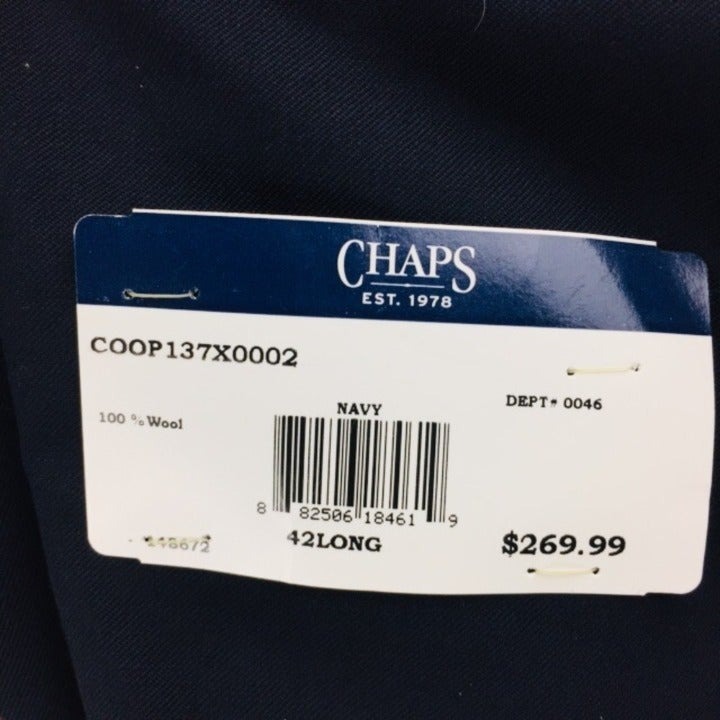 CHAPS
EST. 1978
COOP137X0002
NAVY
DEPT# 0046
100 % Wool
8 82506 18461 9
42LONG
$269.99